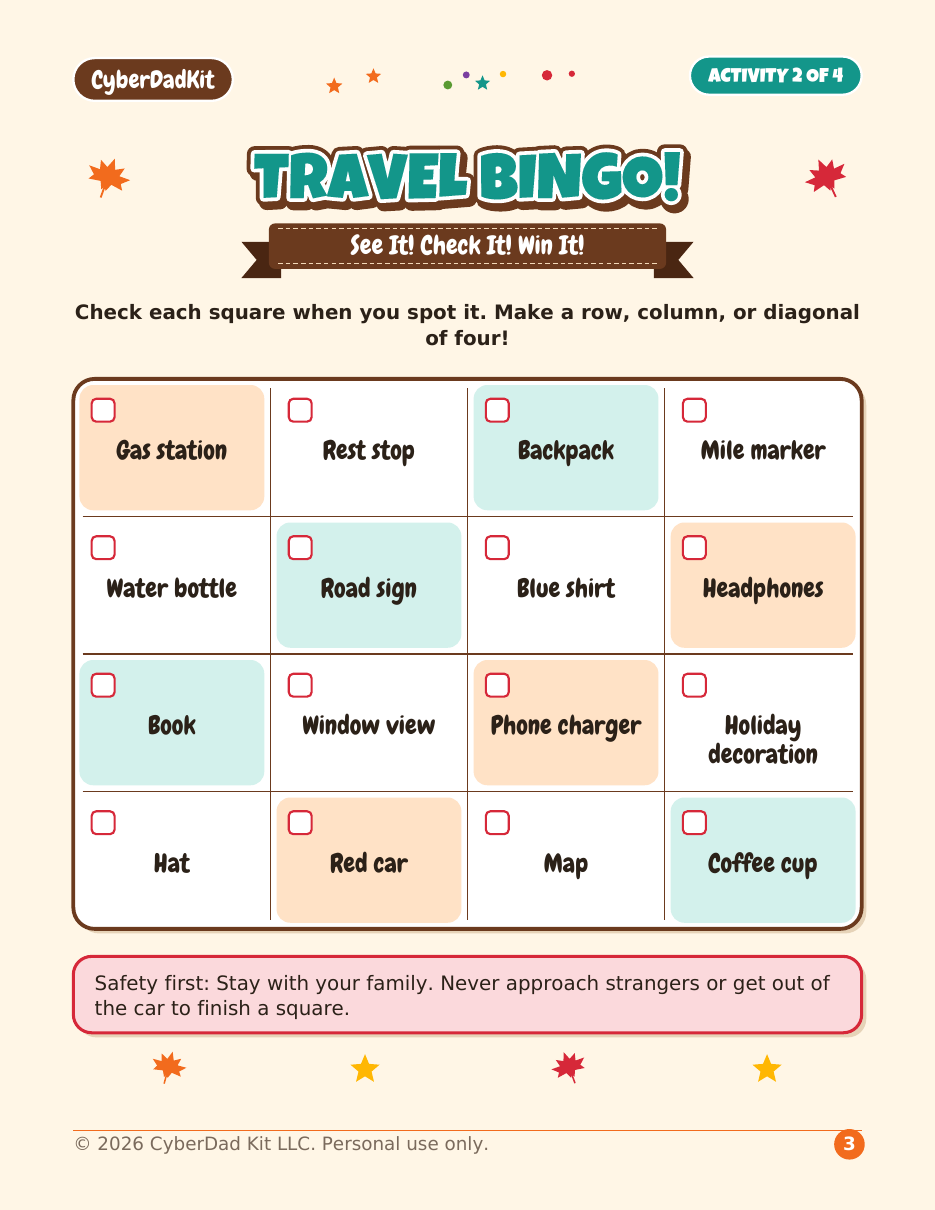 CyberDadKit
ACTIVITY 2 OF 4
TRAVEL BINGO!
See It! Check It! Win It!
Check each square when you spot it. Make a row, column, or diagonal
of four!
Gas station
Rest stop
Backpack
Mile marker
Water bottle
Road sign
Blue shirt
Headphones
Book
Window view
Phone charger
Holiday
decoration
Hat
Red car
Map
Coffee cup
Safety first: Stay with your family. Never approach strangers or get out of
the car to finish a square.
© 2026 CyberDad Kit LLC. Personal use only.
3